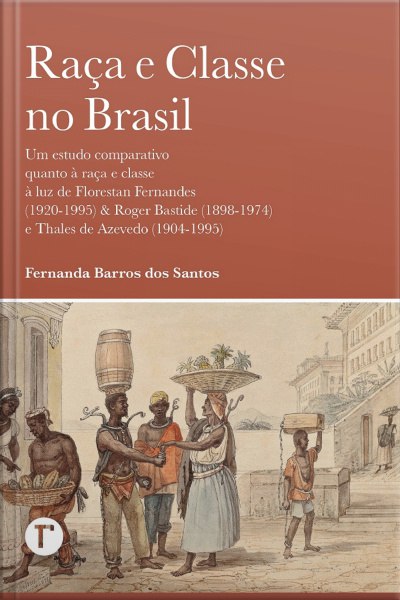 Raça e Classe
no Brasil
Um estudo comparativo
quanto à raça e classe
à luz de Florestan Fernandes
(1920-1995) & Roger Bastide (1898-1974)
e Thales de Azevedo (1904-1995)
Fernanda Barros dos Santos
T